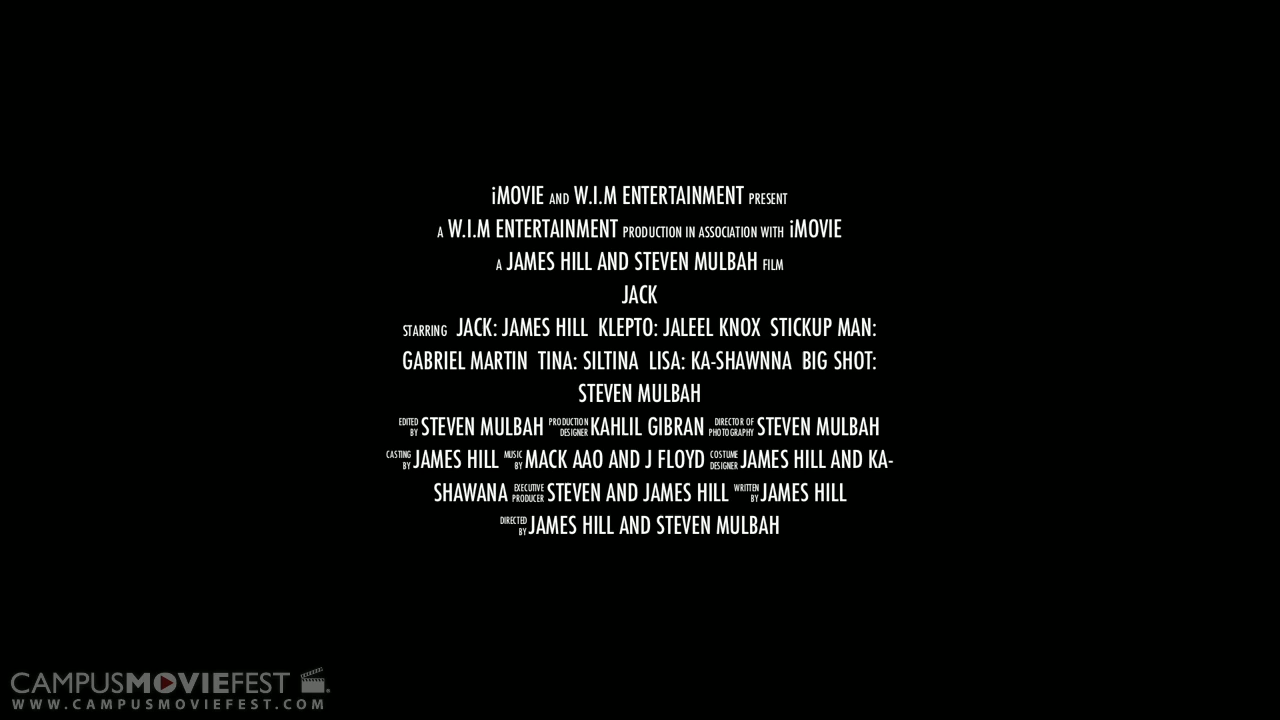 iMOVIE AND W.I.M ENTERTAINMENT PRESENT
A W.I.M ENTERTAINMENT PRODUCTION IN ASSOCIATION WITH iMOVIE
A JAMES HILL AND STEVEN MULBAH FILM
JACK
STARRING JACK: JAMES HILL KLEPTO: JALEEL KNOX STICKUP MAN:
GABRIEL MARTIN TINA: SILTINA LISA: KA-SHAWNNA BIG SHOT:
STEVEN MULBAH
EDITED BY STEVEN MULBAH PRODUCTION DESIGNER KAHLIL GIBRAN DIRECTOR OF PHOTOGRAPHY STEVEN MULBAH
CASTING BY JAMES HILL MUSIC BY MACK AAO AND J FLOYD COSTUME DESIGNER JAMES HILL AND KA-
SHAWANA EXECUTIVE PRODUCER STEVEN AND JAMES HILL WRITTEN BY JAMES HILL
DIRECTED BY JAMES HILL AND STEVEN MULBAH
CAMPUSMOVIEFEST
WWW.CAMPUSMOVIEFEST.COM